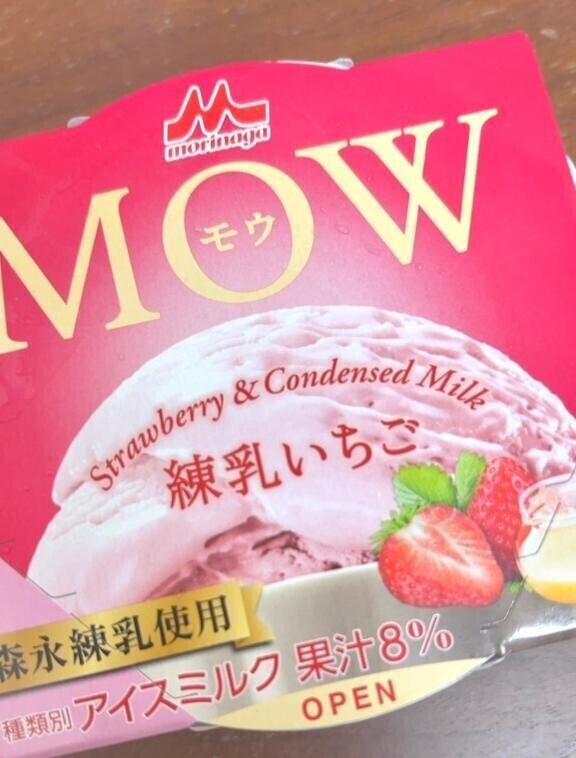 morinaga
MOW
モウ
Strawberry & Condensed Milk
練乳いちご
森永練乳使用
種類別 アイスミルク 果汁8%
OPEN